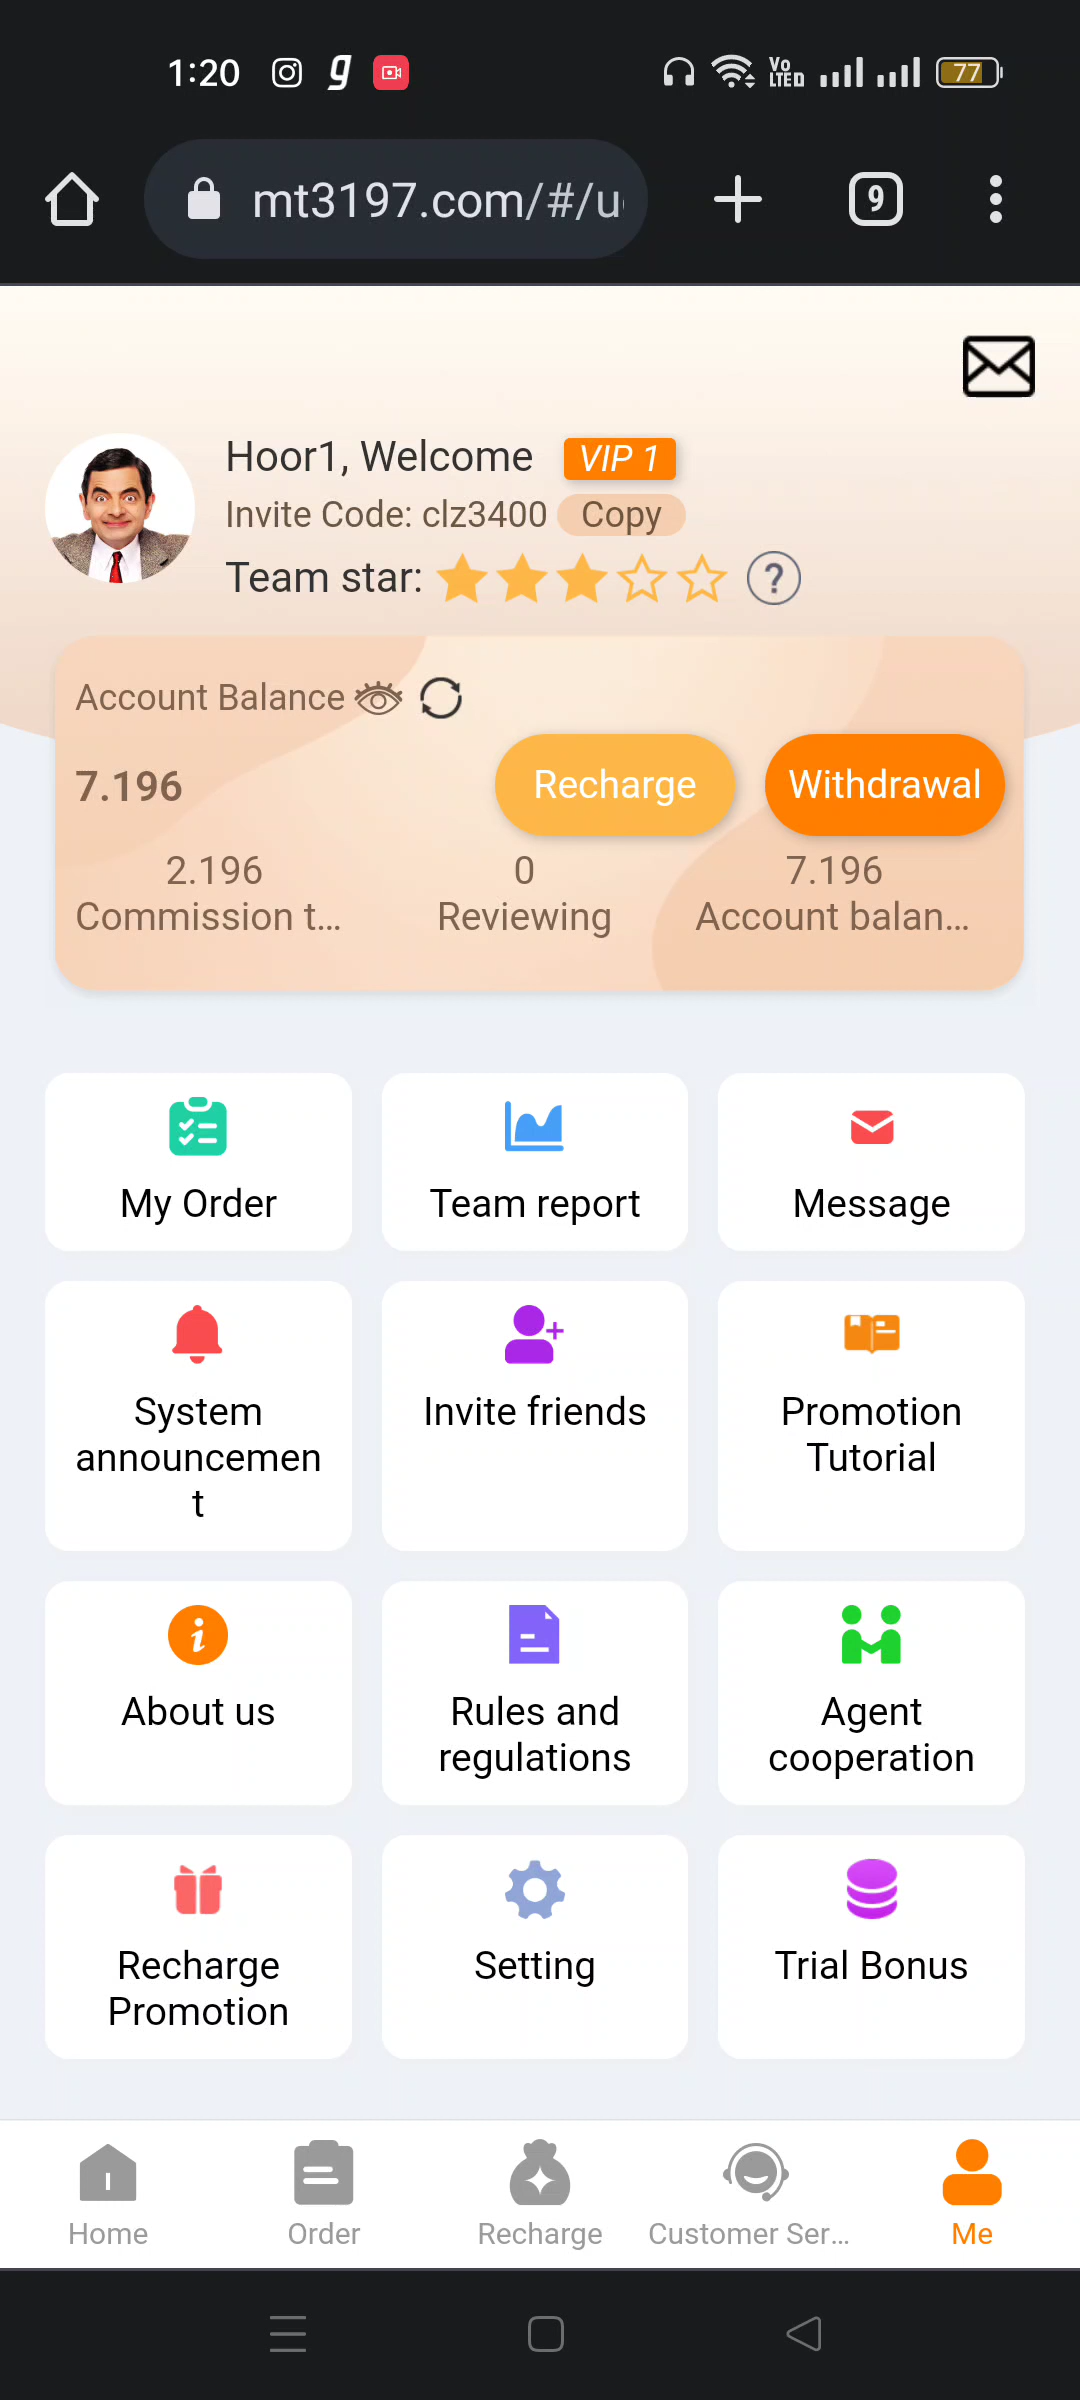 1:20 g Vo LTED 77
mt3197.com/#/u
9
Hoor1, Welcome VIP 1
Invite Code: clz3400 Copy
Team star: ?
Account Balance
7.196 Recharge Withdrawal
2.196 0 7.196
Commission t... Reviewing Account balan...
My Order Team report Message
System
announcemen
t
Invite friends
Promotion
Tutorial
About us
Rules and
regulations
Agent
cooperation
Recharge
Promotion
Setting
Trial Bonus
Home Order Recharge Customer Ser... Me